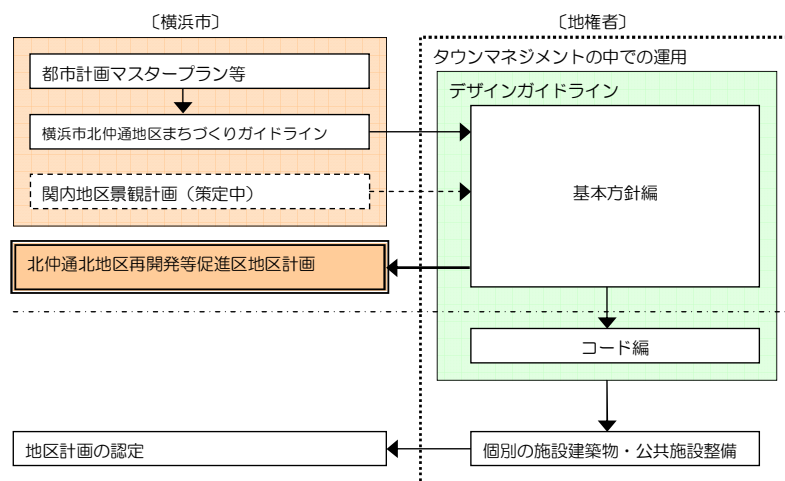 〔横浜市〕
〔地権者〕
タウンマネジメントの中での運用
都市計画マスタープラン等
デザインガイドライン
横浜市北仲通地区まちづくりガイドライン
関内地区景観計画（策定中）
基本方針編
北仲通北地区再開発等促進区地区計画
コード編
地区計画の認定
個別の施設建築物・公共施設整備